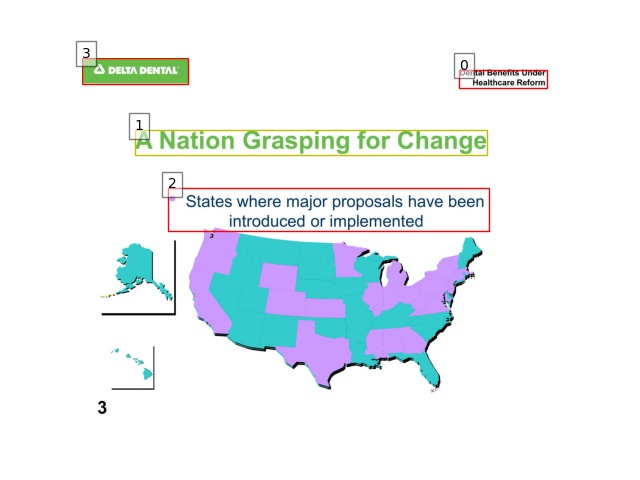 DELTA DENTAL
Dental Benefits Under
Healthcare Reform
A Nation Grasping for Change
States where major proposals have been
introduced or implemented
3
0
1
2
3